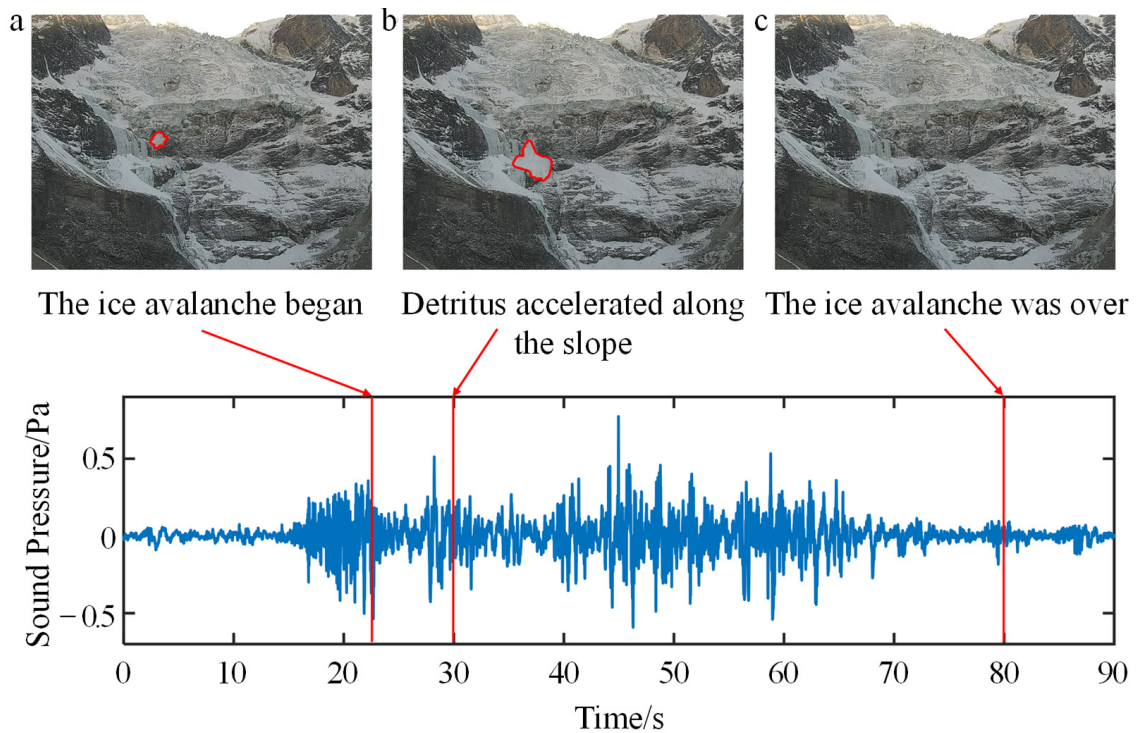 a
b
c
The ice avalanche began
Detritus accelerated along
the slope
The ice avalanche was over
Sound Pressure/Pa
0.5
0
−0.5
0
10
20
30
40
50
60
70
80
90
Time/s